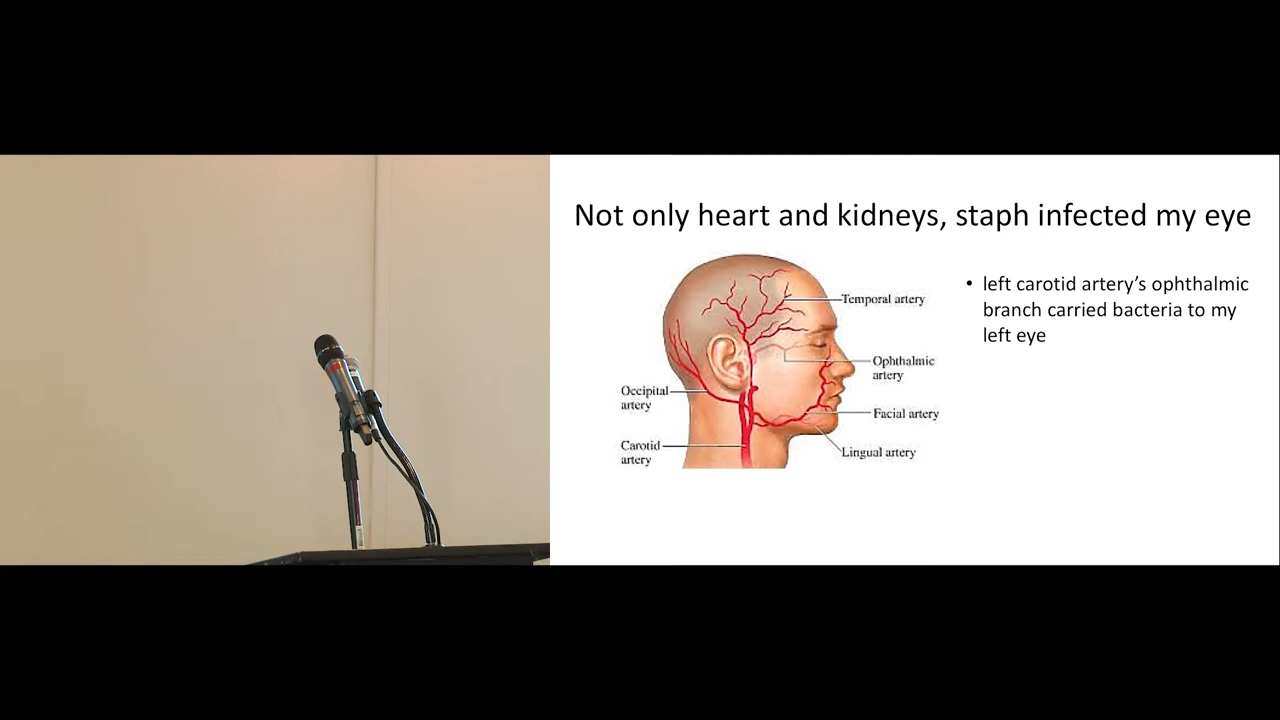 Not only heart and kidneys, staph infected my eye
Temporal artery
Ophthalmic
artery
Occipital
artery
Facial artery
Carotid
artery
Lingual artery
• left carotid artery’s ophthalmic
branch carried bacteria to my
left eye